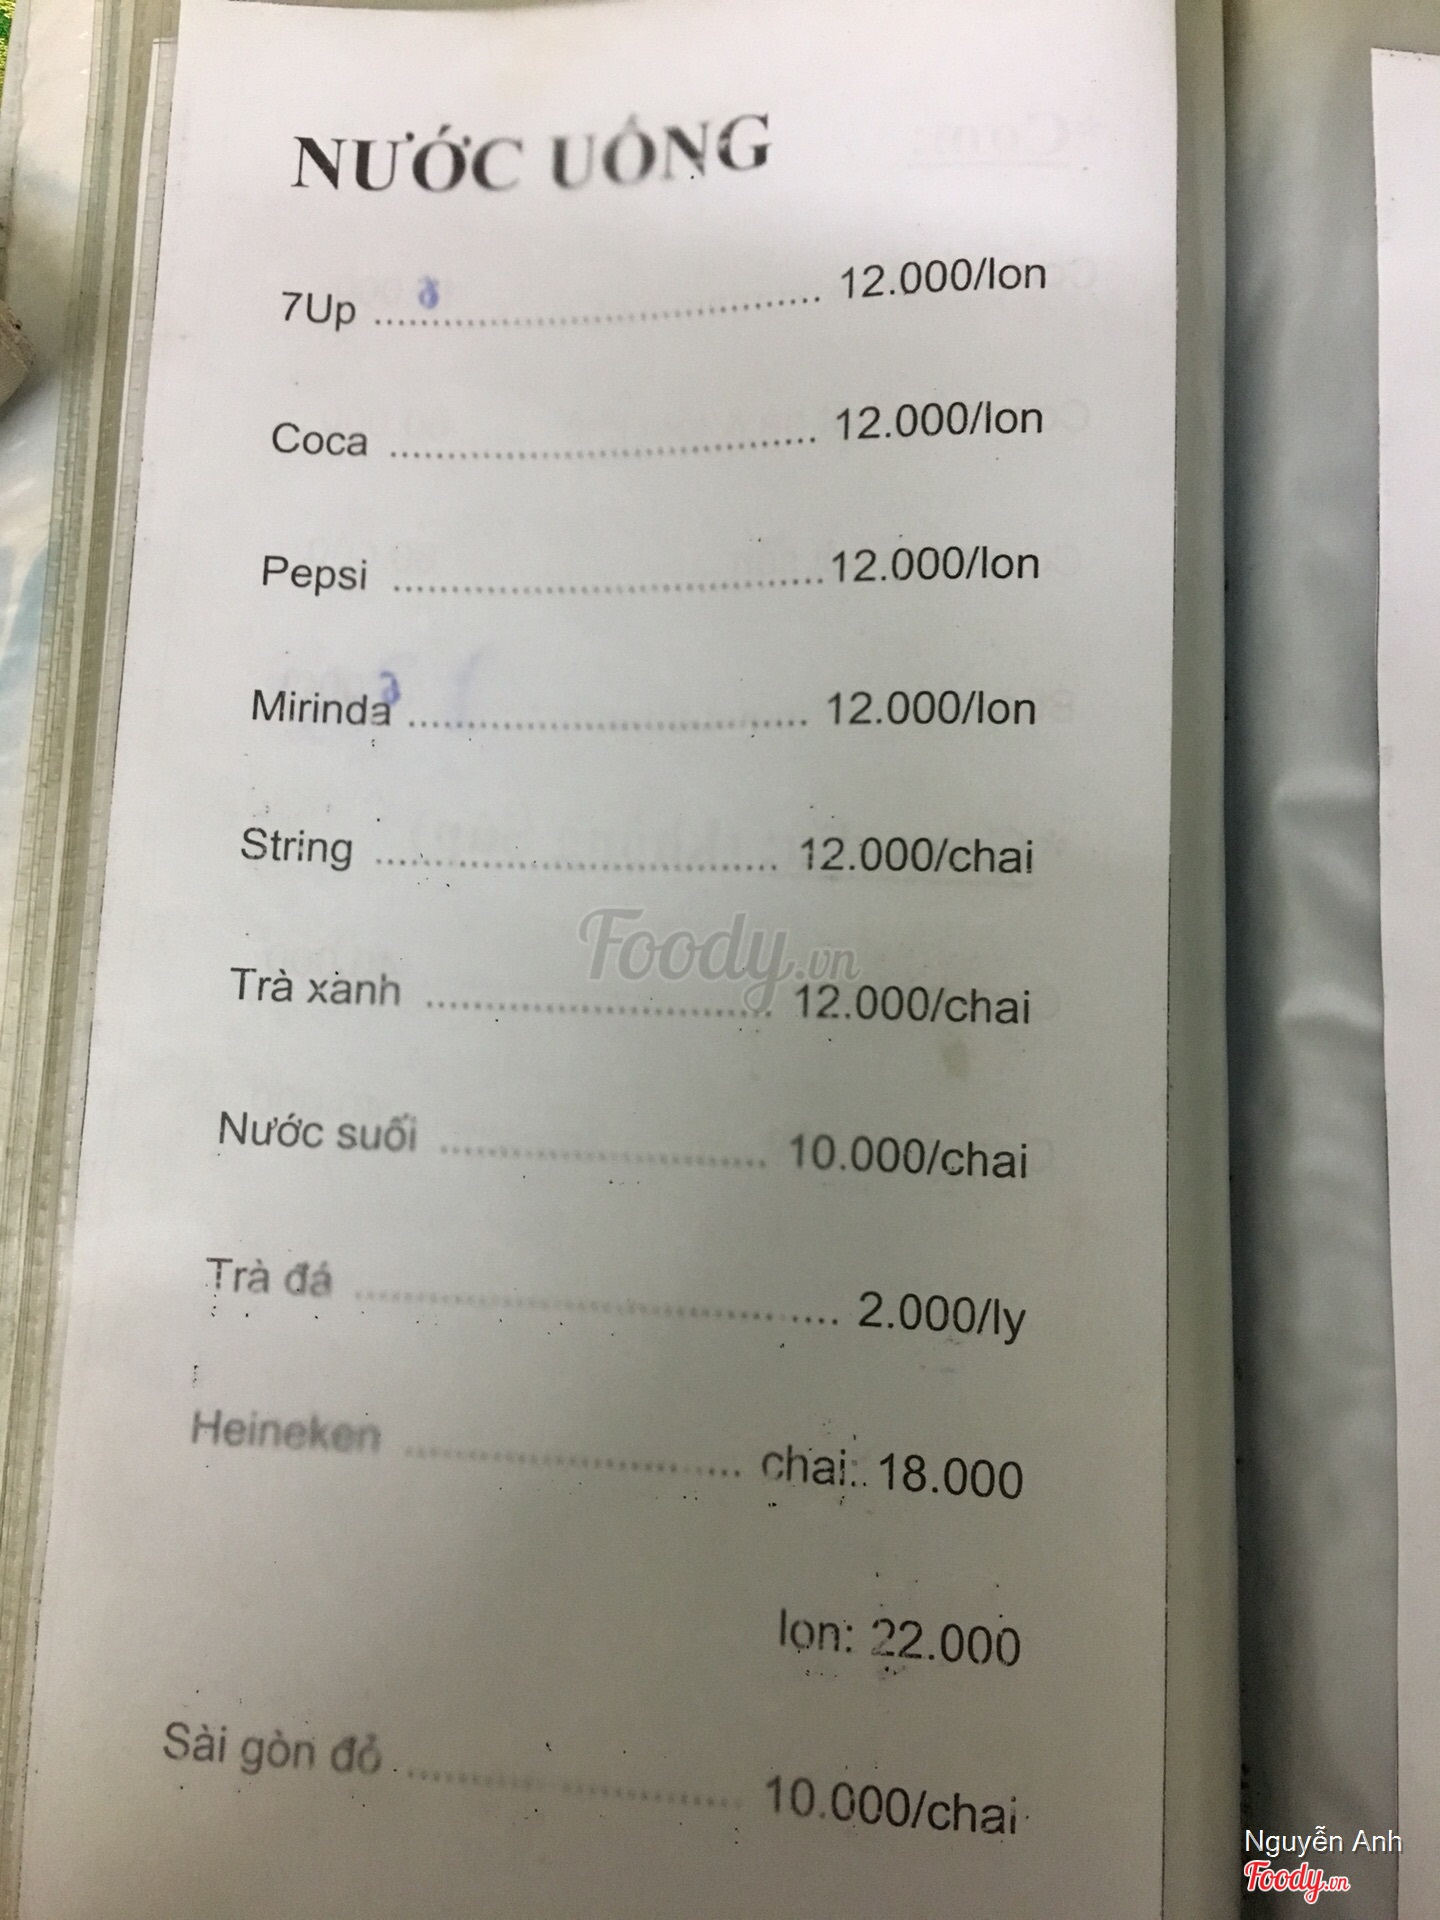 NƯỚC UỐNG
7Up ........................................ 12.000/lon
Coca ........................................ 12.000/lon
Pepsi ........................................12.000/lon
Mirinda ........................................ 12.000/lon
String ........................................ 12.000/chai
Foody.vn
Trà xanh ........................................ 12.000/chai
Nước suối ........................................ 10.000/chai
Trà đá ........................................ 2.000/ly
Heineken ........................................ chai: 18.000
lon: 22.000
Sài gòn đỏ ........................................ 10.000/chai
Nguyễn Anh
Foody.vn